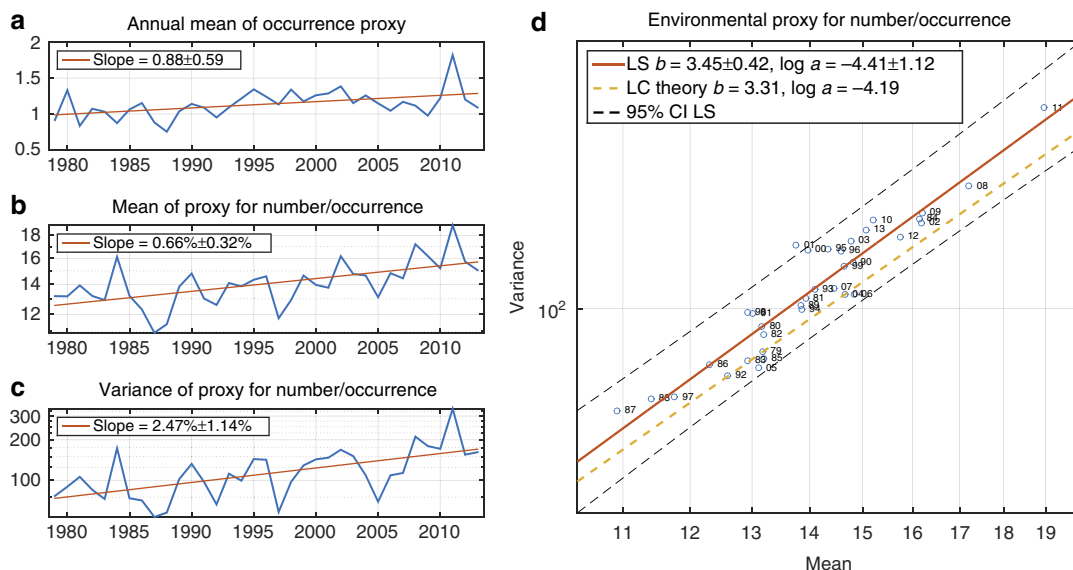 a
Annual mean of occurrence proxy
2
1.5
1
0.5
Slope = 0.88±0.59
1980 1985 1990 1995 2000 2005 2010
b
Mean of proxy for number/occurrence
18
16
14
12
Slope = 0.66%±0.32%
1980 1985 1990 1995 2000 2005 2010
c
Variance of proxy for number/occurrence
300
200
100
Slope = 2.47%±1.14%
1980 1985 1990 1995 2000 2005 2010
d
Environmental proxy for number/occurrence
LS b = 3.45±0.42, log a = −4.41±1.12
LC theory b = 3.31, log a = −4.19
95% CI LS
Variance
10²
11
08
09
84
02
10
13
12
01
00
95
03
96
90
99
93
07
04
06
81
89
94
98
91
80
82
79
85
83
05
86
92
88
97
87
11 12 13 14 15 16 17 18 19
Mean